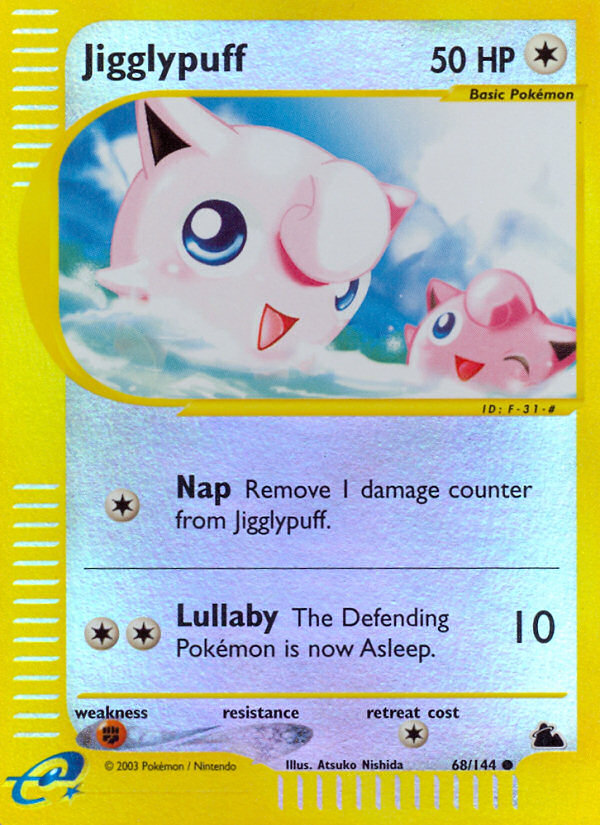 Jigglypuff
50 HP
Basic Pokémon
ID: F-31-#
Nap Remove 1 damage counter
from Jigglypuff.
Lullaby The Defending
Pokémon is now Asleep.
10
weakness
resistance
retreat cost
© 2003 Pokémon / Nintendo
Illus. Atsuko Nishida
68/144
e